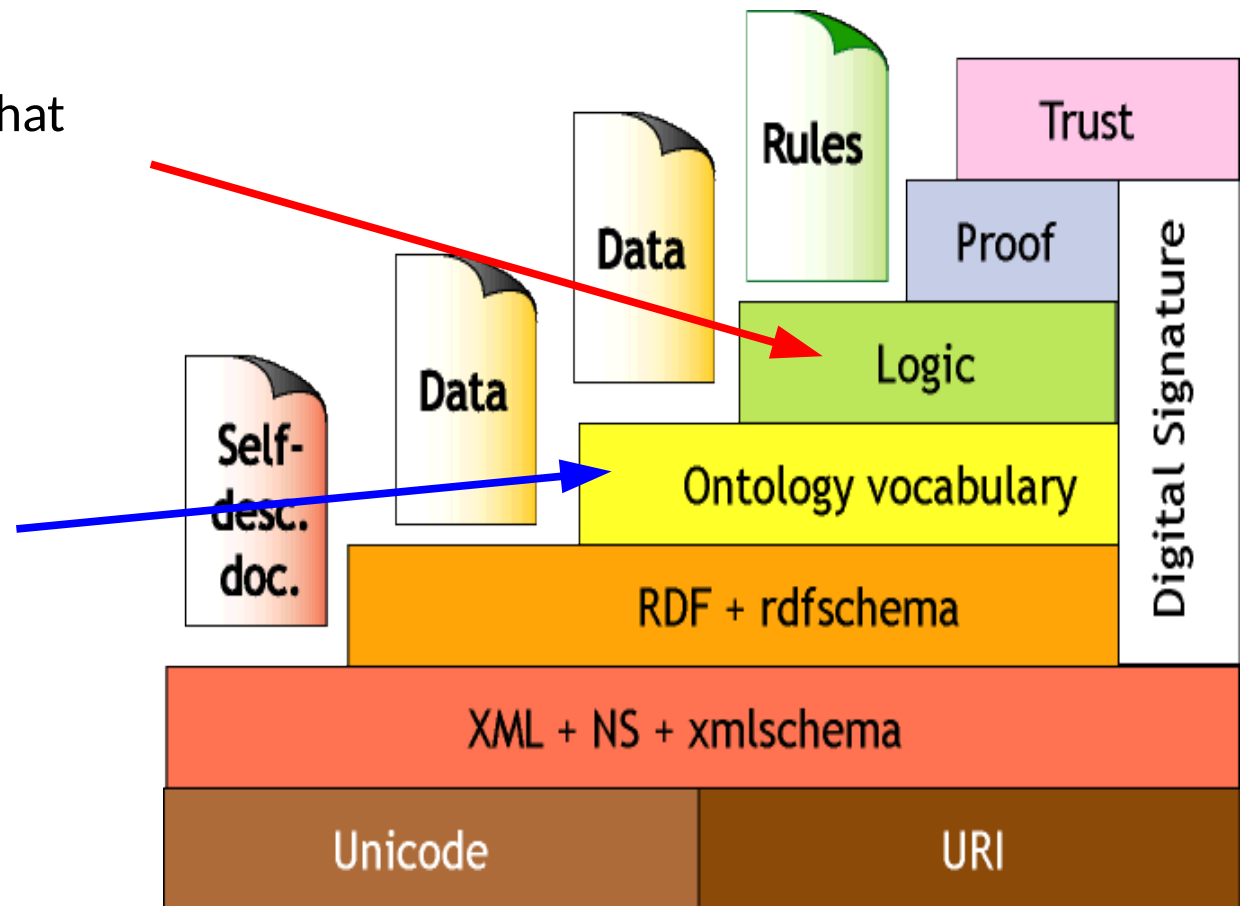 hat
Rules
Trust
Data
Proof
Data
Logic
Self-
desc.
doc.
Ontology vocabulary
Digital Signature
RDF + rdfschema
XML + NS + xmlschema
Unicode
URI